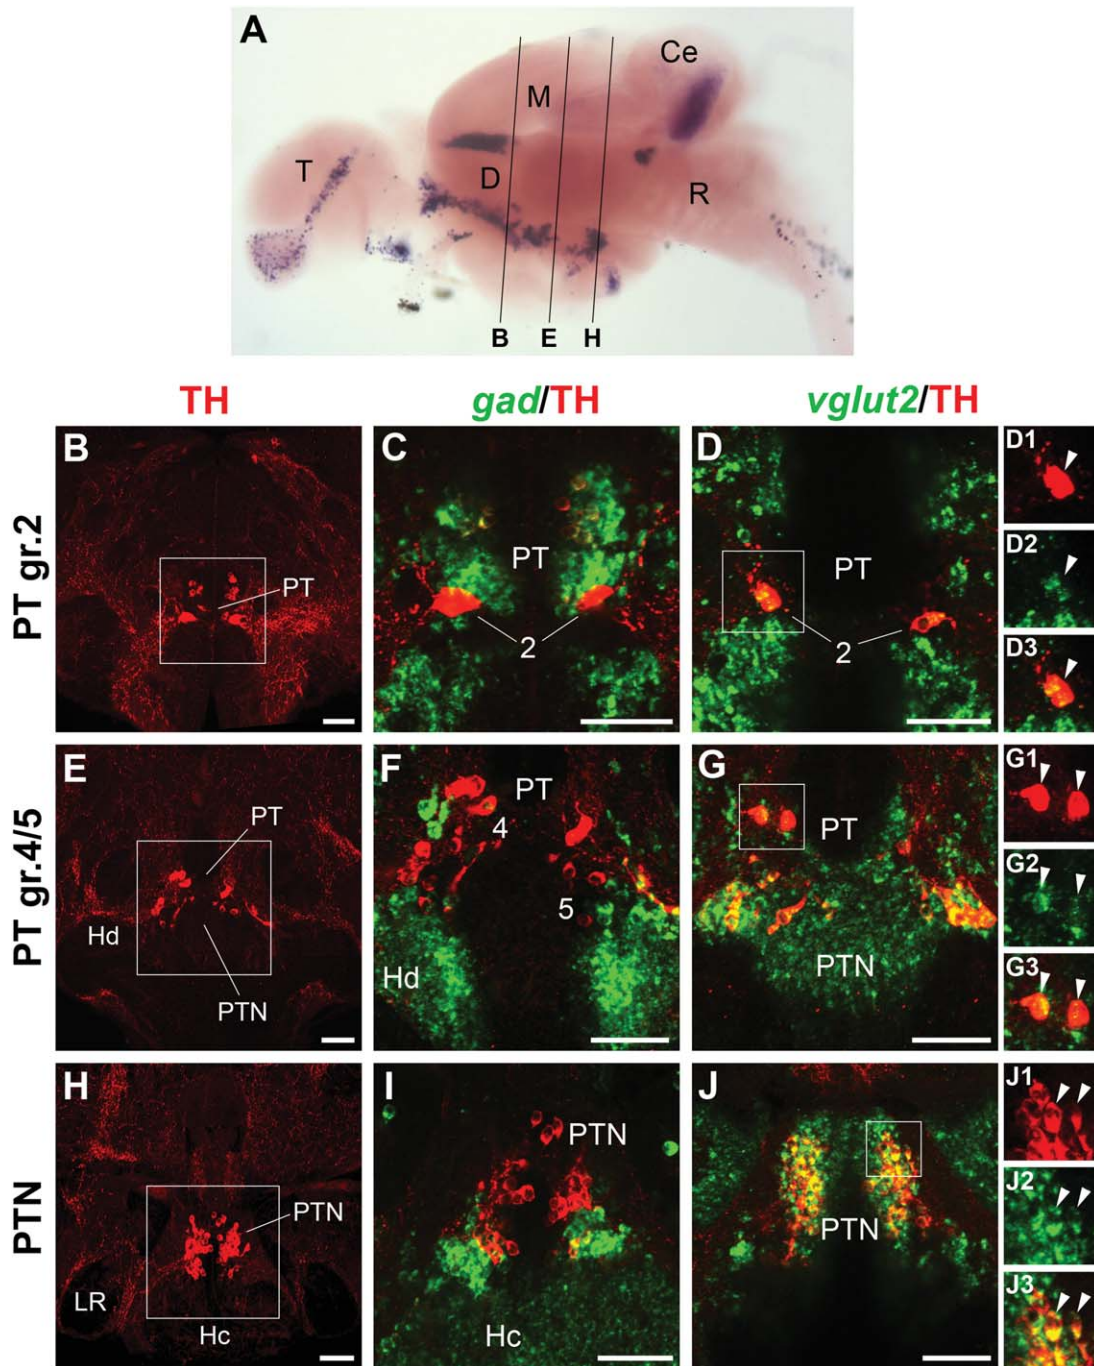 A
T
M
D
Ce
R
B E H
TH gad/TH vglut2/TH
PT gr.2
B
PT
C
PT
2
D
PT
2
D1
D2
D3
PT gr.4/5
E
PT
Hd
PTN
F
PT
4
5
Hd
G
PT
PTN
G1
G2
G3
PTN
H
PTN
LR
Hc
I
PTN
Hc
J
PTN
J1
J2
J3